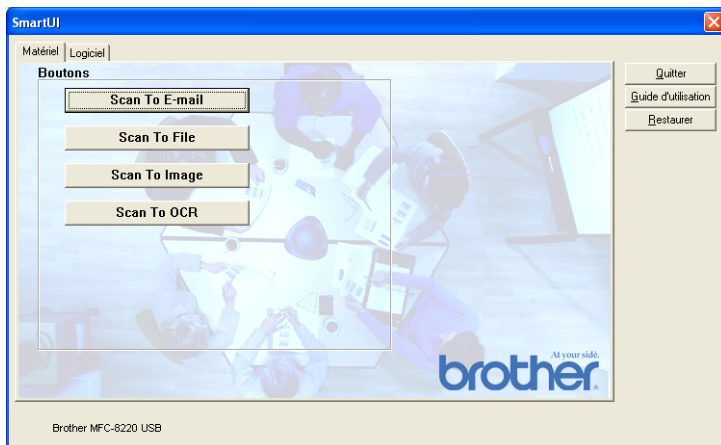 SmartUI
Matériel
Logiciel
Boutons
Scan To E-mail
Scan To File
Scan To Image
Scan To OCR
Quitter
Guide d'utilisation
Restaurer
At your side.
brother
Brother MFC-8220 USB